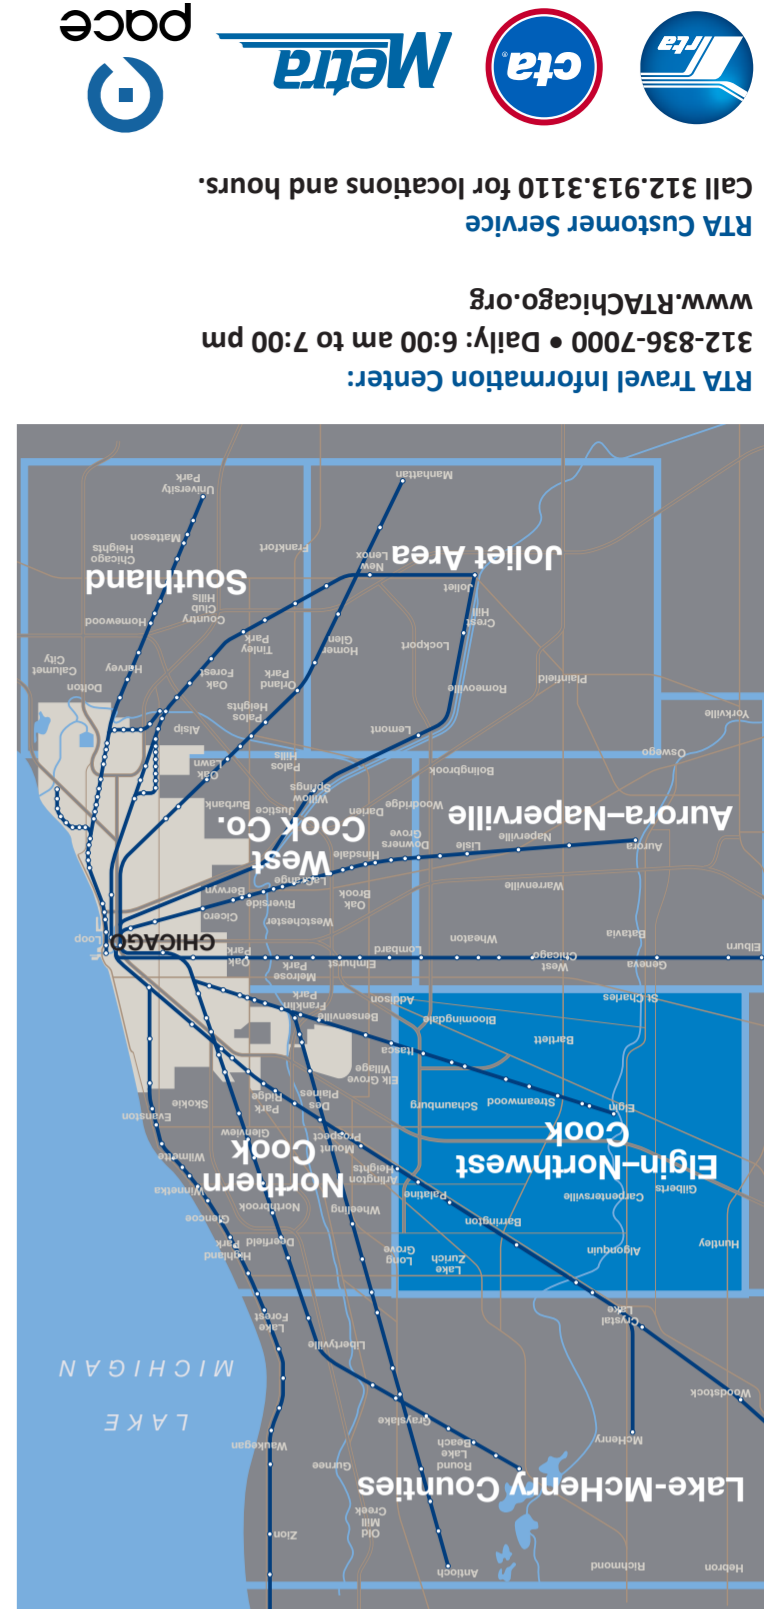 Hebron
Richmond
Antioch
Old
Mill
Creek
Zion
Lake-McHenry Counties
McHenry
Round
Lake
Beach
Gurnee
Waukegan
Woodstock
Grayslake
LAKE
MICHIGAN
Crystal
Lake
Libertyville
Lake
Forest
Huntley
Algonquin
Lake
Zurich
Long
Grove
Deerfield
Highland
Park
Barrington
Wheeling
Northbrook
Glencoe
Gilberts
Carpentersville
Palatine
Arlington
Heights
Winnetka
Elgin–Northwest
Cook
Northern
Cook
Mount
Prospect
Glenview
Wilmette
Elgin
Streamwood
Schaumburg
Des
Plaines
Park
Ridge
Skokie
Evanston
Elk Grove
Village
Bartlett
Itasca
Bloomingdale
Bensenville
St Charles
Addison
Franklin
Park
Elburn
Geneva
West
Chicago
Lombard
Elmhurst
Melrose
Park
Oak
Park
CHICAGO
Loop
Batavia
Wheaton
Westchester
Cicero
Warrenville
Oak
Brook
Riverside
Berwyn
LaGrange
Aurora
Naperville
Lisle
Downers
Grove
Hinsdale
West
Cook Co.
Aurora–Naperville
Woodridge
Darien
Willow
Springs
Justice
Burbank
Oswego
Bolingbrook
Palos
Hills
Oak
Lawn
Yorkville
Lemont
Palos
Heights
Alsip
Plainfield
Romeoville
Orland
Park
Oak
Forest
Dolton
Calumet
City
Harvey
Lockport
Homer
Glen
Tinley
Park
Crest
Hill
Country
Club
Hills
Homewood
Joliet
Southland
Joliet Area
New
Lenox
Frankfort
Chicago
Heights
Matteson
Manhattan
University
Park
RTA Travel Information Center:
312-836-7000 • Daily: 6:00 am to 7:00 pm
www.RTAChicago.org
RTA Customer Service
Call 312.913.3110 for locations and hours.
rta
cta®
Metra
pace